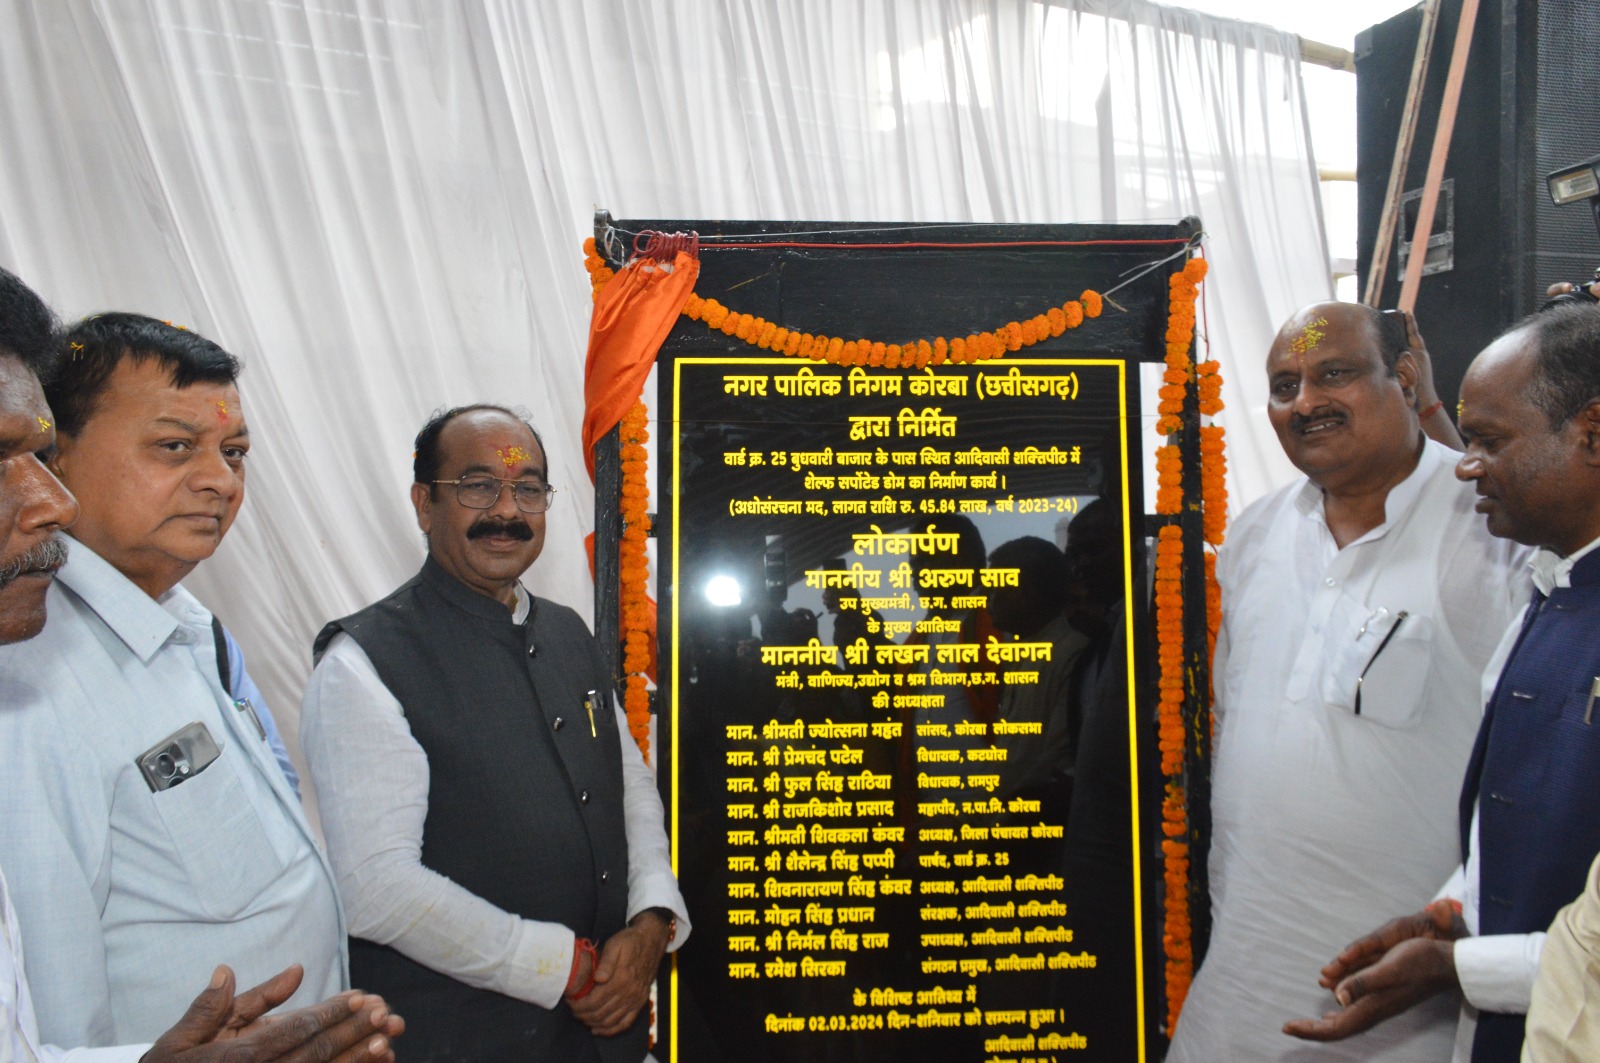 नगर पालिक निगम कोरबा (छत्तीसगढ़)
द्वारा निर्मित
वार्ड क्र. 25 बुधवारी बाजार के पास स्थित आदिवासी शक्तिपीठ में
शेल्फ सपोंटेड डोम का निर्माण कार्य।
(अधोसंरचना मद, लागत राशि रु. 45.84 लाख, वर्ष 2023-24)
लोकार्पण
माननीय श्री अरुण साव
उप मुख्यमंत्री, छ.ग. शासन
के मुख्य आतिथ्य
माननीय श्री लखन लाल देवांगन
मंत्री, वाणिज्य,उद्योग व श्रम विभाग,छ.ग. शासन
की अध्यक्षता
मान. श्रीमती ज्योत्सना महंत सांसद, कोरबा लोकसभा
मान. श्री प्रेमचंद पटेल विधायक, कटघोरा
मान. श्री फुल सिंह राठिया विधायक, रामपुर
मान. श्री राजकिशोर प्रसाद महापौर, न.पा.नि. कोरबा
मान. श्रीमती शिवकला कंवर अध्यक्ष, जिला पंचायत कोरबा
मान. श्री शैलेन्द्र सिंह पप्पी पार्षद, वार्ड क्र. 25
मान. शिवनारायण सिंह कंवर अध्यक्ष, आदिवासी शक्तिपीठ
मान. मोहन सिंह प्रधान संरक्षक, आदिवासी शक्तिपीठ
मान. श्री निर्मल सिंह राज उपाध्यक्ष, आदिवासी शक्तिपीठ
मान. रमेश सिरका संगठन प्रमुख, आदिवासी शक्तिपीठ
के विशिष्ट आतिथ्य में
दिनांक 02.03.2024 दिन-शनिवार को सम्पन्न हुआ।
आदिवासी शक्तिपीठ